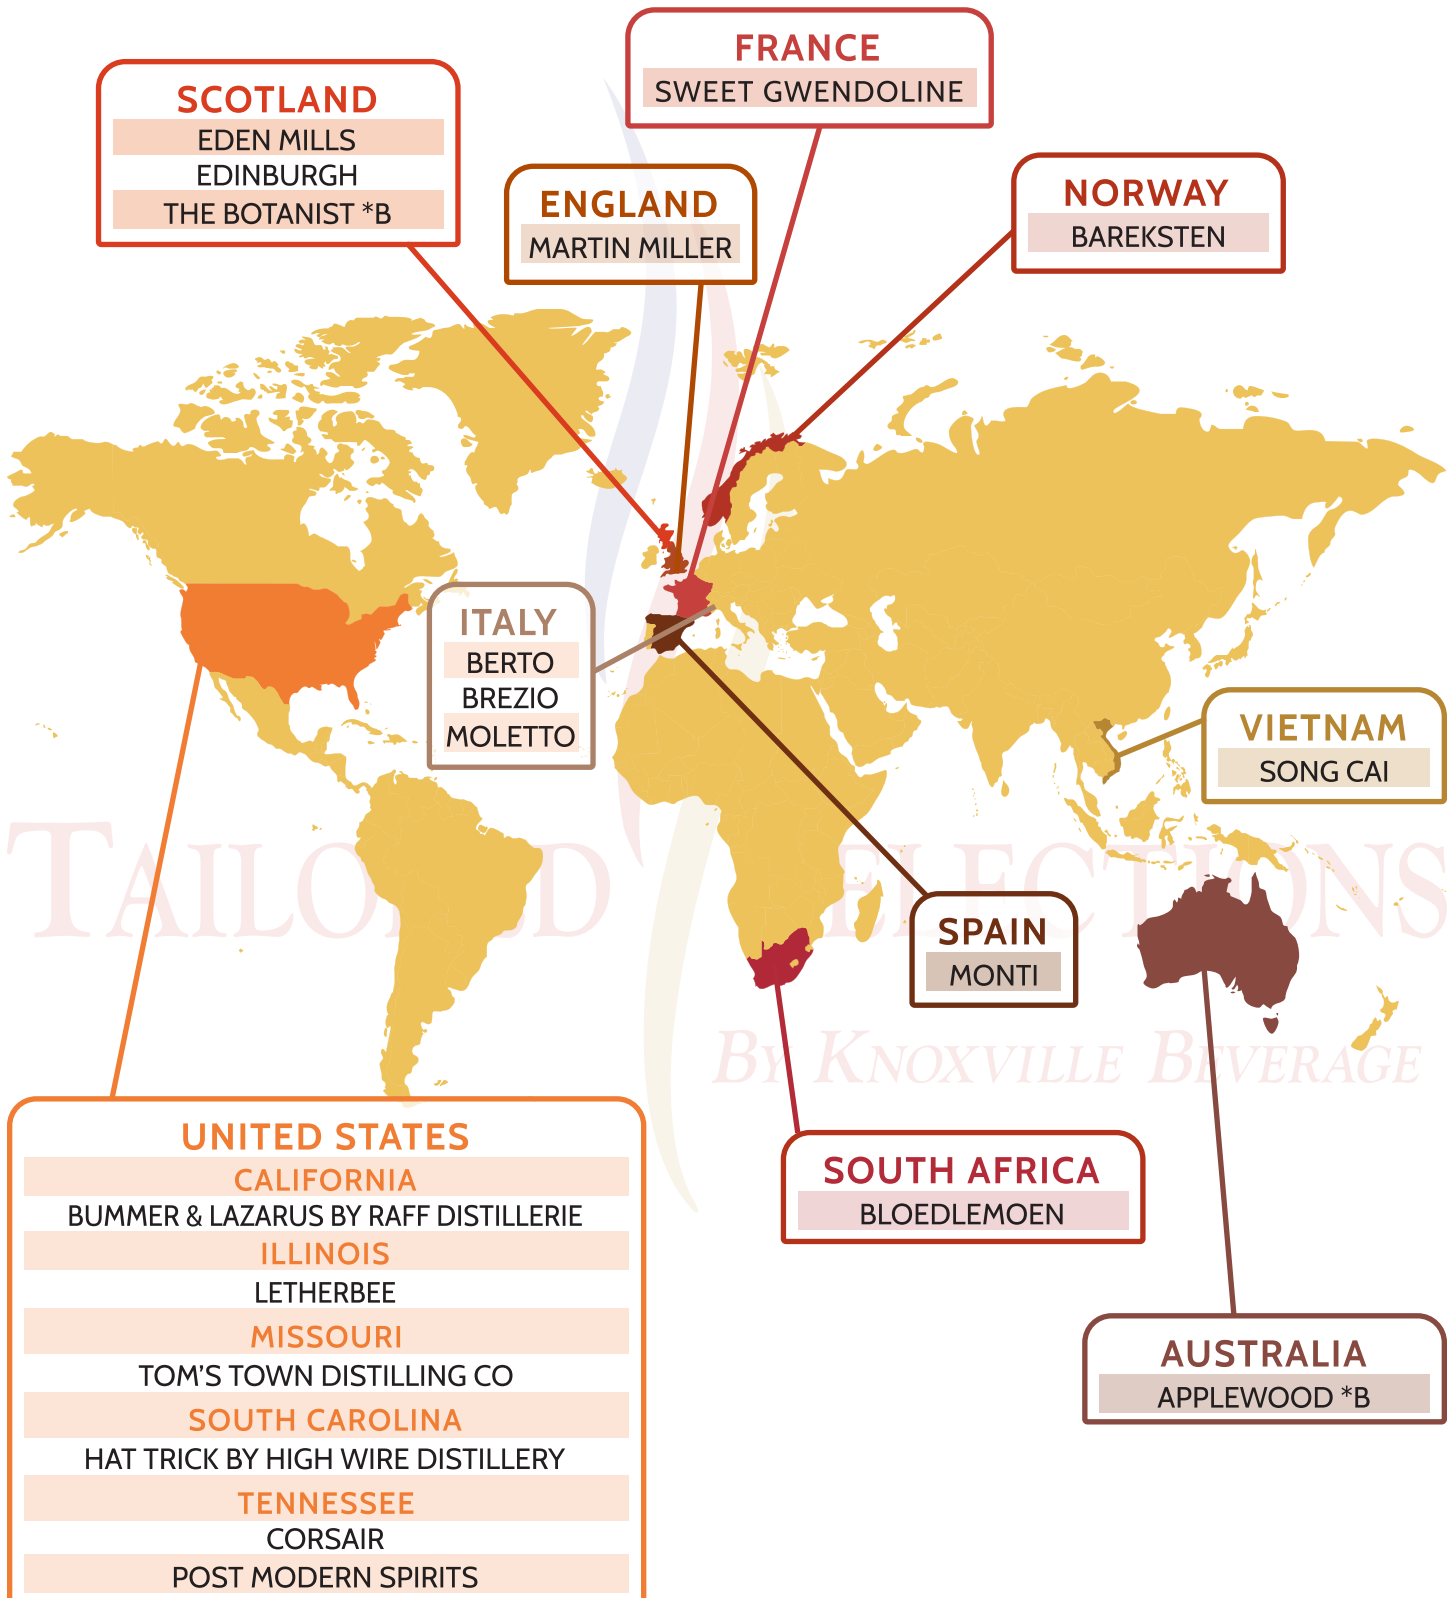 FRANCE
SWEET GWENDOLINE
SCOTLAND
EDEN MILLS
EDINBURGH
THE BOTANIST *B
ENGLAND
MARTIN MILLER
NORWAY
BAREKSTEN
ITALY
BERTO
BREZIO
MOLETTO
VIETNAM
SONG CAI
TAILORED SELECTIONS
SPAIN
MONTI
BY KNOXVILLE BEVERAGE
SOUTH AFRICA
BLOEDLEMOEN
AUSTRALIA
APPLEWOOD *B
UNITED STATES
CALIFORNIA
BUMMER & LAZARUS BY RAFF DISTILLERIE
ILLINOIS
LETHERBEE
MISSOURI
TOM’S TOWN DISTILLING CO
SOUTH CAROLINA
HAT TRICK BY HIGH WIRE DISTILLERY
TENNESSEE
CORSAIR
POST MODERN SPIRITS